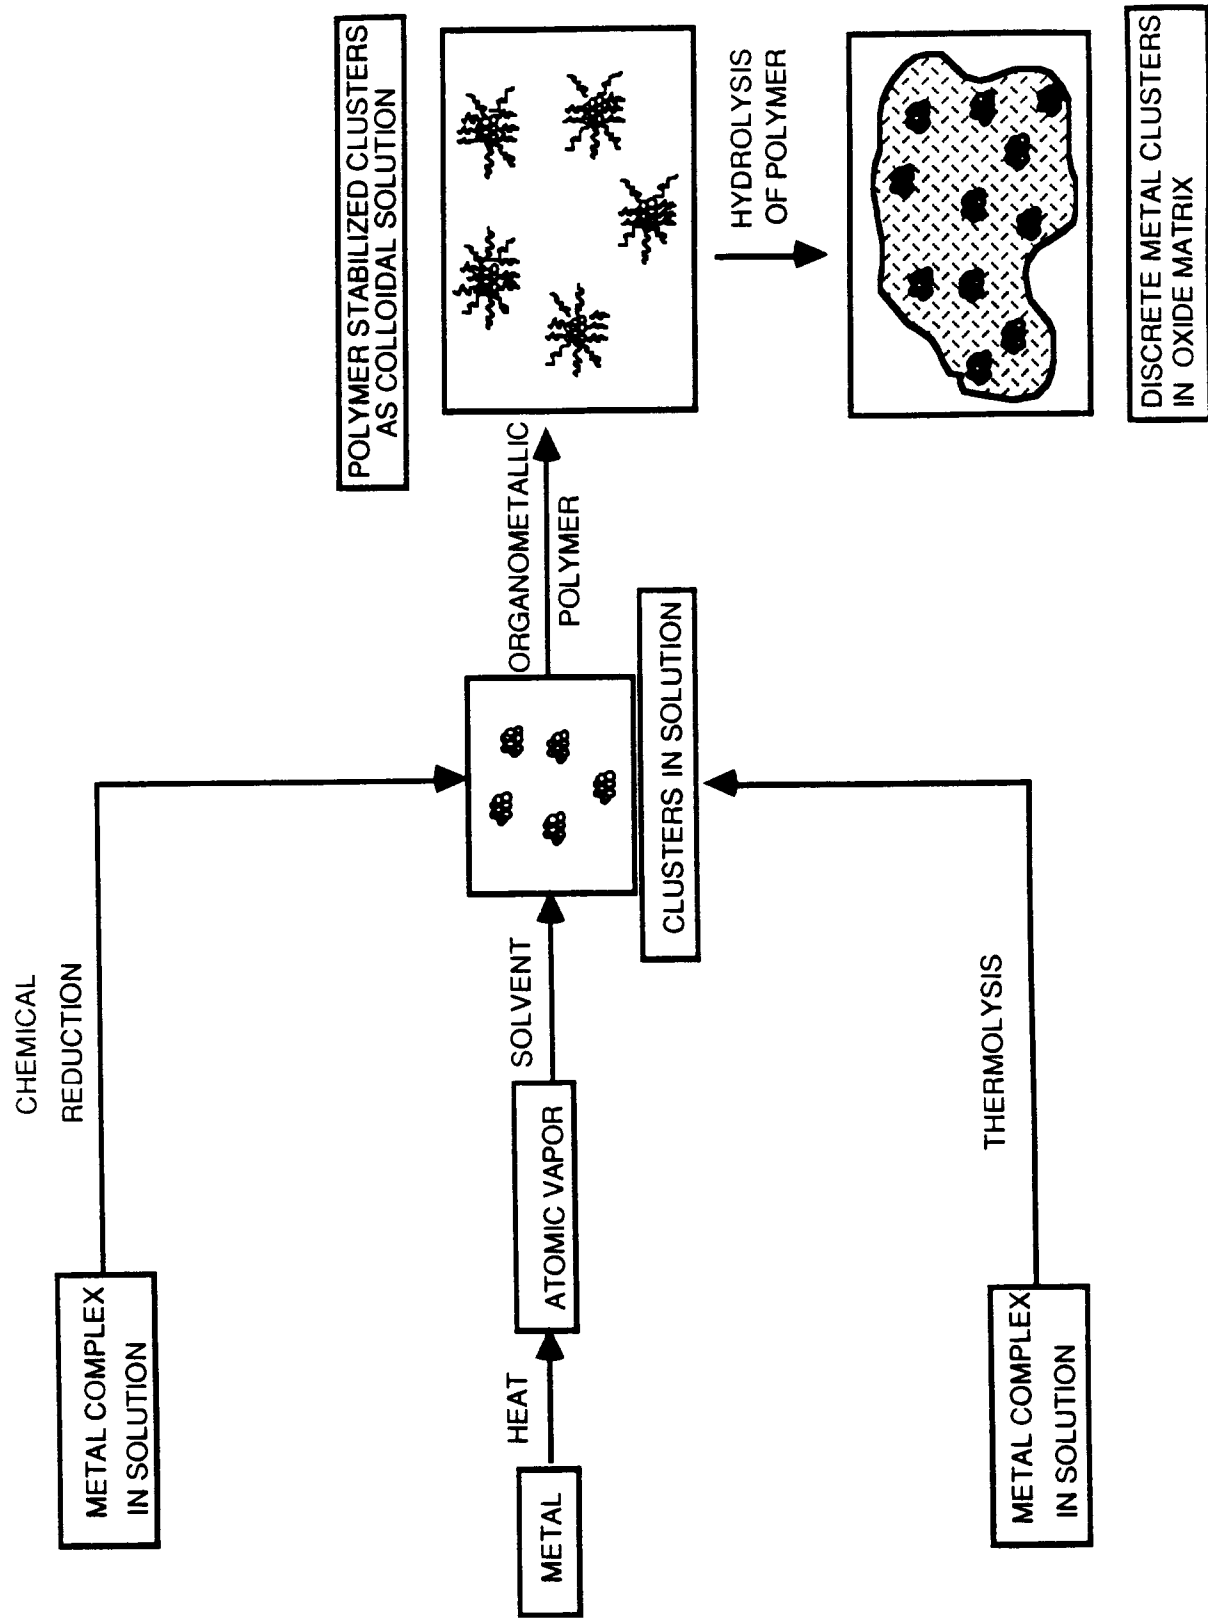 CHEMICAL
REDUCTION
METAL COMPLEX
IN SOLUTION
METAL
HEAT
ATOMIC VAPOR
SOLVENT
CLUSTERS IN SOLUTION
METAL COMPLEX
IN SOLUTION
THERMOLYSIS
ORGANOMETALLIC
POLYMER
POLYMER STABILIZED CLUSTERS
AS COLLOIDAL SOLUTION
HYDROLYSIS
OF POLYMER
DISCRETE METAL CLUSTERS
IN OXIDE MATRIX